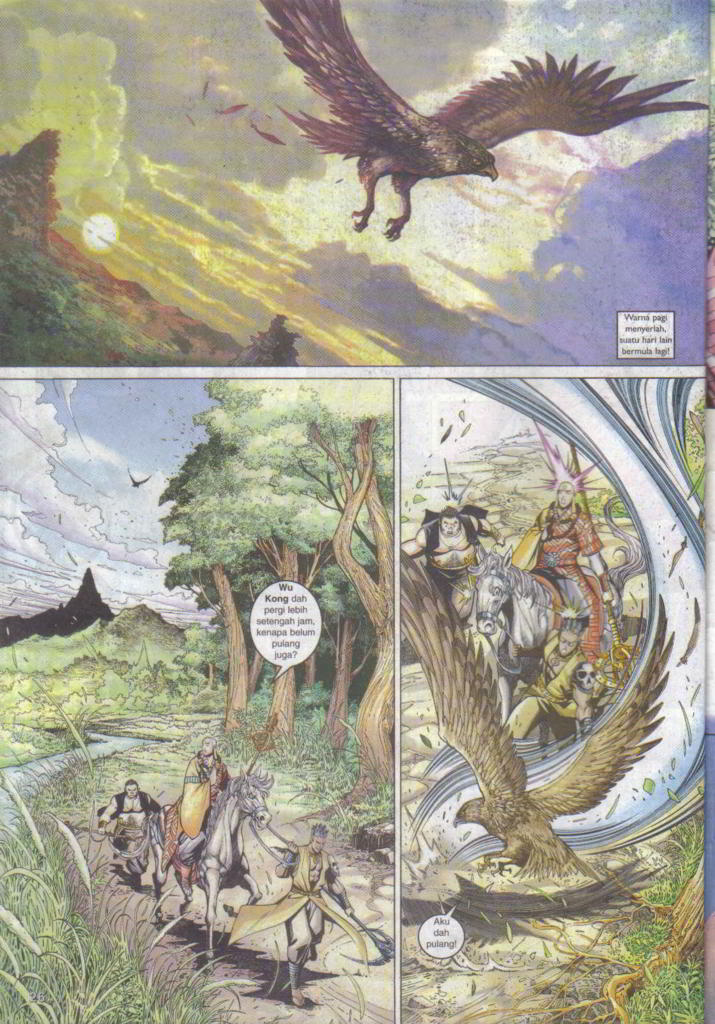 Warna pagi
menyerlah,
suatu hari lain
bermula lagi!
Wu
Kong dah
pergi lebih
setengah jam,
kenapa belum
pulang
juga?
Aku
dah
pulang!
26